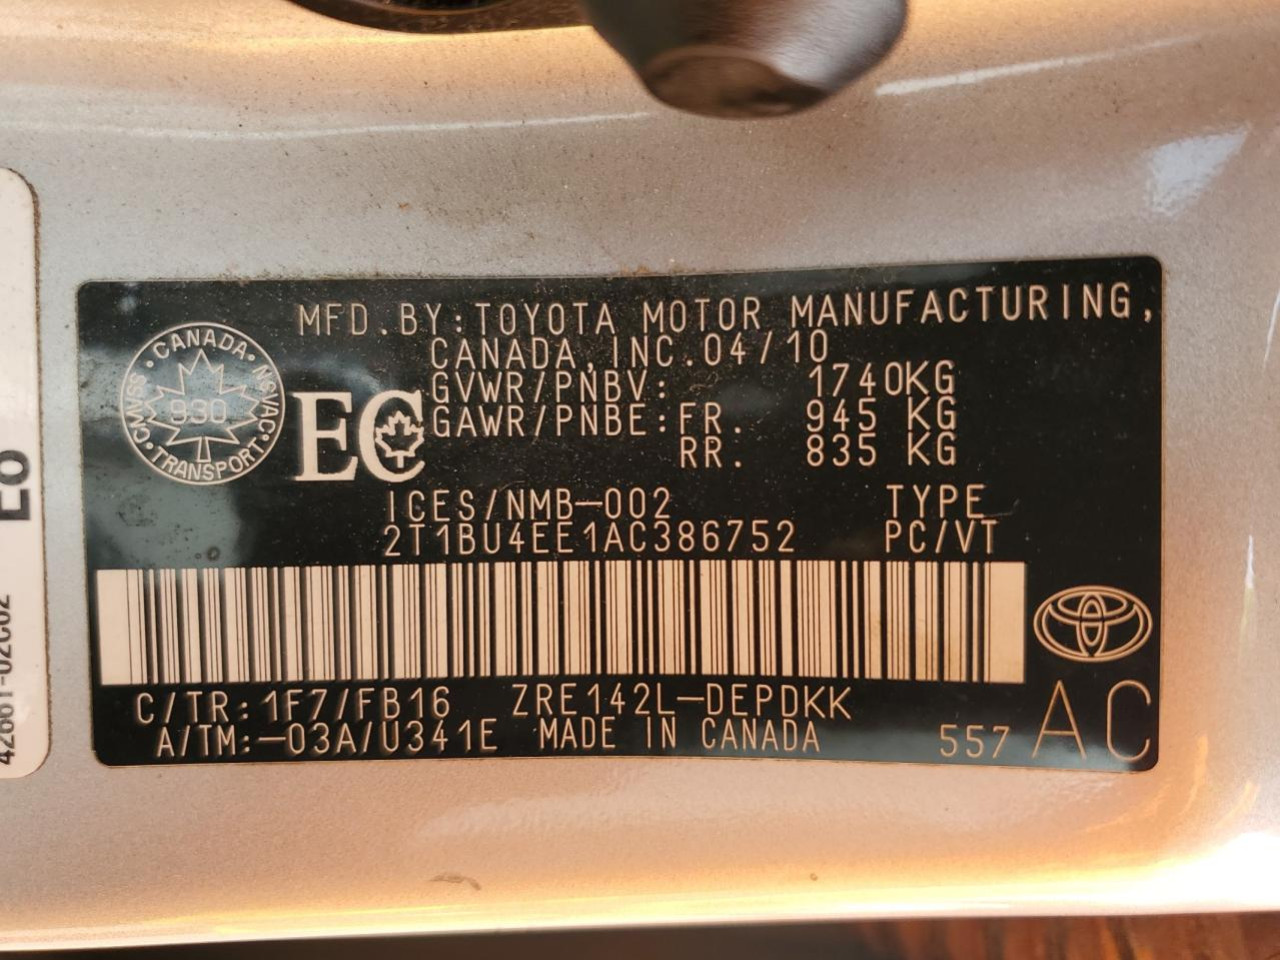 MFD.BY:TOYOTA MOTOR MANUFACTURING,
CANADA,INC.04/10
GVWR/PNBV: 1740KG
GAWR/PNBE:FR. 945 KG
RR. 835 KG
CANADA · NSVAC · TRANSPORT · CMVSS
930
EC
ICES/NMB-002 TYPE
2T1BU4EE1AC386752 PC/VT
C/TR:1F7/FB16 ZRE142L-DEPDKK
A/TM:-03A/U341E MADE IN CANADA
557 AC
42661-02C02